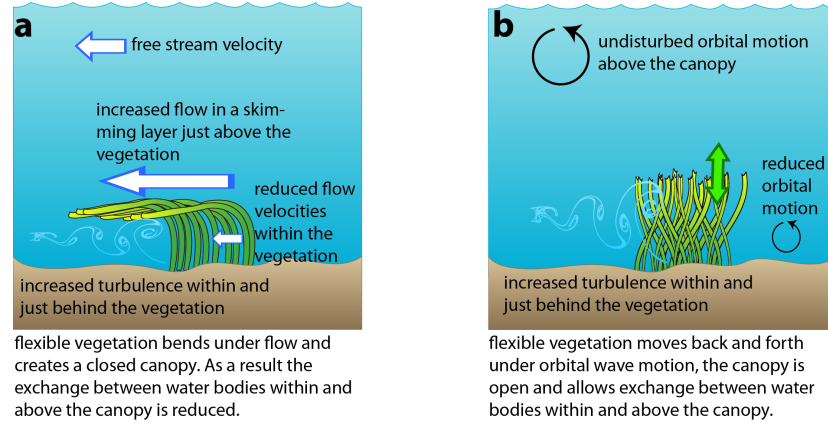 a
free stream velocity
increased flow in a skim-
ming layer just above the
vegetation
reduced flow
velocities
within the
vegetation
increased turbulence within and
just behind the vegetation
flexible vegetation bends under flow and
creates a closed canopy. As a result the
exchange between water bodies within and
above the canopy is reduced.
b
undisturbed orbital motion
above the canopy
reduced
orbital
motion
increased turbulence within and
just behind the vegetation
flexible vegetation moves back and forth
under orbital wave motion, the canopy is
open and allows exchange between water
bodies within and above the canopy.